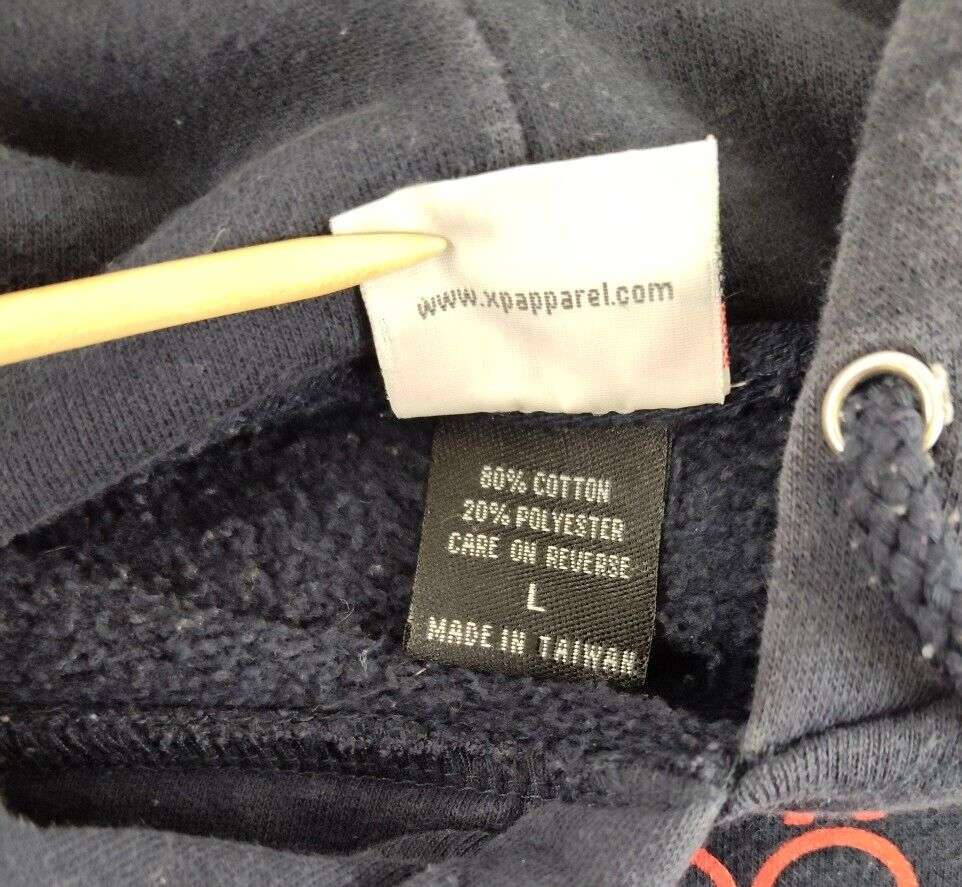 www.xpapparel.com
80% COTTON
20% POLYESTER
CARE ON REVERSE
L
MADE IN TAIWAN